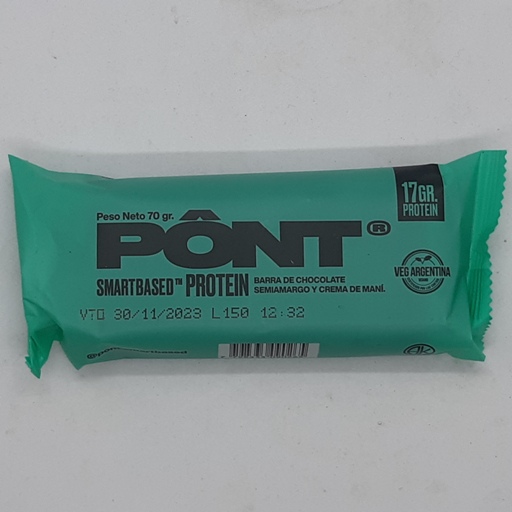 Peso Neto 70 gr.
17GR.
PROTEIN
PÔNT®
SMARTBASED™ PROTEIN
BARRA DE CHOCOLATE
SEMIAMARGO Y CREMA DE MANÍ.
VEG ARGENTINA
VTO 30/11/2023 L150 12:32